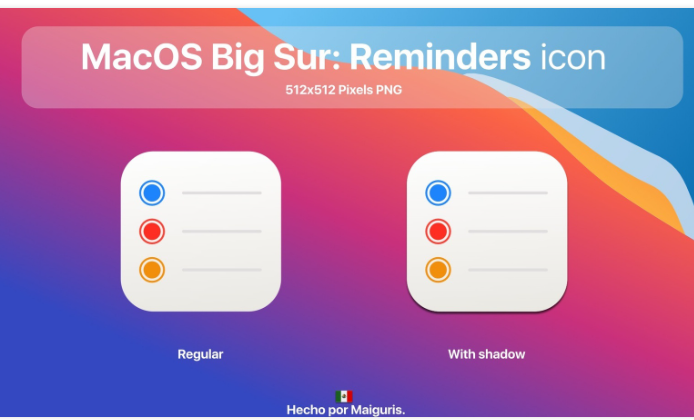 MacOS Big Sur: Reminders icon
512x512 Pixels PNG
Regular
With shadow
Hecho por Maiguris.